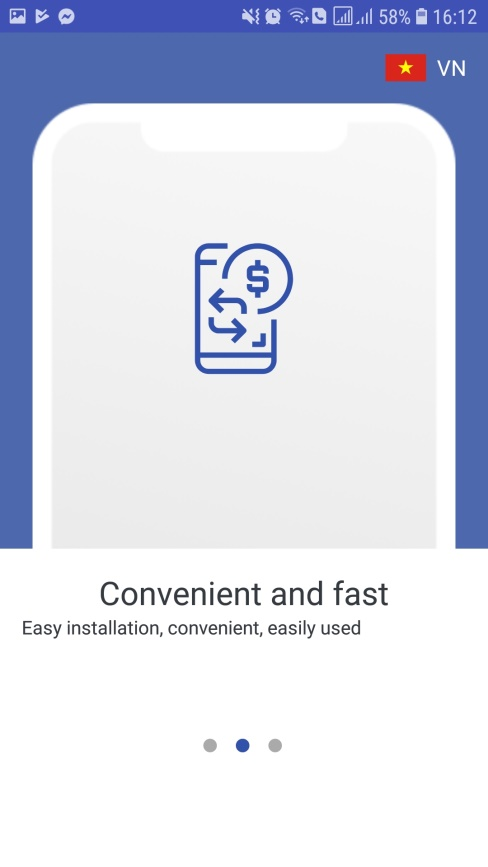 58% 16:12
VN
$
Convenient and fast
Easy installation, convenient, easily used